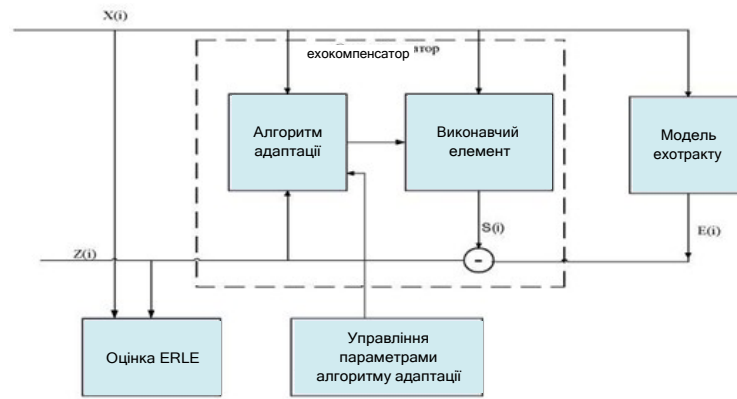 X(i)
ехокомпенсатор
Алгоритм
адаптації
Виконавчий
елемент
Модель
ехотракту
S(i)
E(i)
Z(i)
-
Оцінка ERLE
Управління
параметрами
алгоритму адаптації